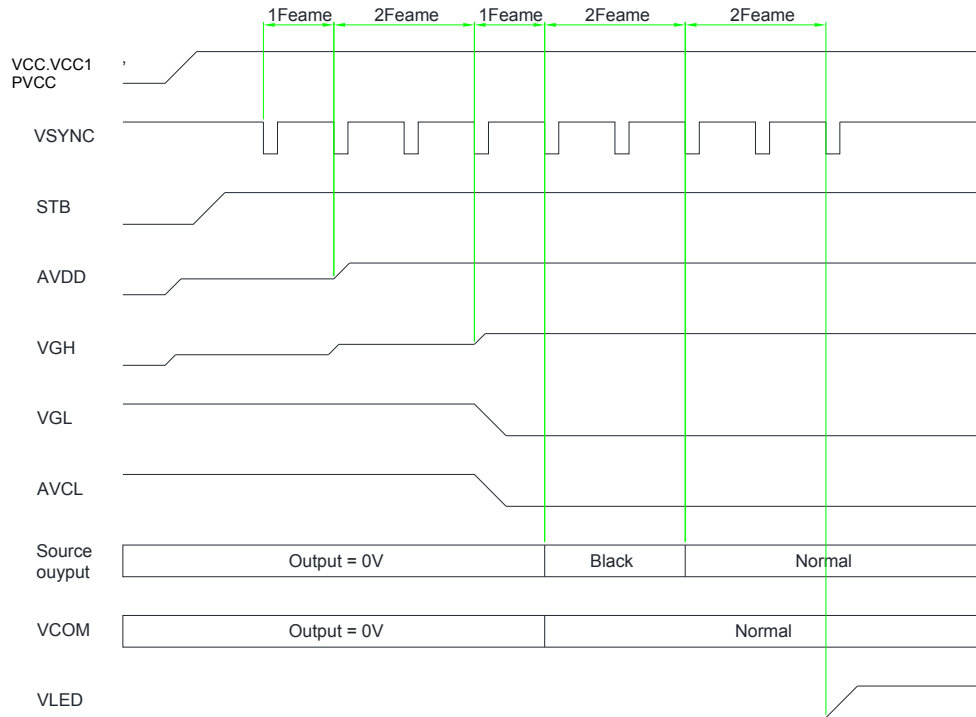 1Feame 2Feame 1Feame 2Feame 2Feame
VCC.VCC1 ,
PVCC
VSYNC
STB
AVDD
VGH
VGL
AVCL
Source
ouyput
Output = 0V Black Normal
VCOM Output = 0V Normal
VLED